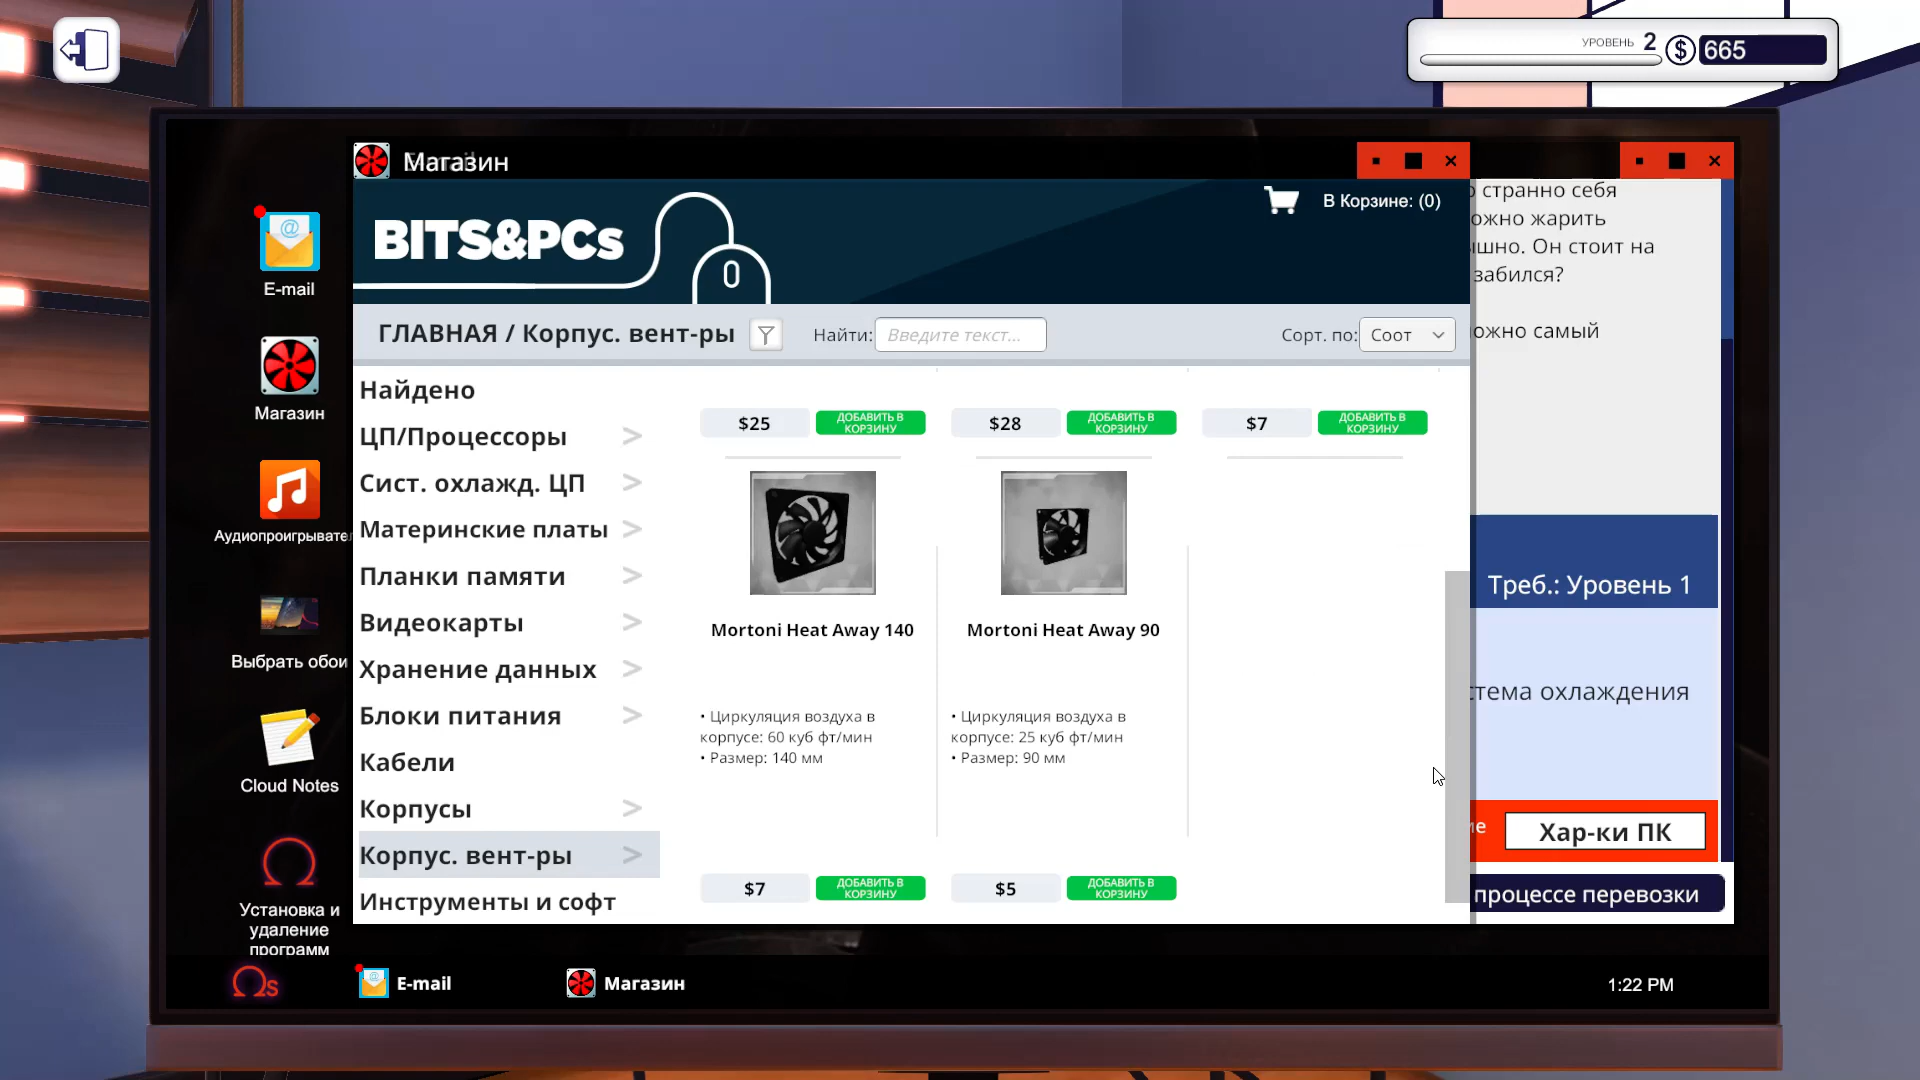 УРОВЕНЬ 2
665
Магазин
BITS&PCs
В Корзине: (0)
ГЛАВНАЯ / Корпус. вент-ры
Найти:
Введите текст...
Сорт. по:
Соот
Найдено
ЦП/Процессоры
Сист. охлажд. ЦП
Материнские платы
Планки памяти
Видеокарты
Хранение данных
Блоки питания
Кабели
Корпусы
Корпус. вент-ры
Инструменты и софт
$25
ДОБАВИТЬ В
КОРЗИНУ
$28
ДОБАВИТЬ В
КОРЗИНУ
$7
ДОБАВИТЬ В
КОРЗИНУ
Mortoni Heat Away 140
• Циркуляция воздуха в
корпусе: 60 куб фт/мин
• Размер: 140 мм
$7
ДОБАВИТЬ В
КОРЗИНУ
Mortoni Heat Away 90
• Циркуляция воздуха в
корпусе: 25 куб фт/мин
• Размер: 90 мм
$5
ДОБАВИТЬ В
КОРЗИНУ
странно себя
ожно жарить
ышно. Он стоит на
забился?
ожно самый
Треб.: Уровень 1
стема охлаждения
Хар-ки ПК
процессе перевозки
E-mail
Магазин
Аудиопроигрывате
Выбрать обои
Cloud Notes
Установка и
удаление
программ
Ωs
E-mail
Магазин
1:22 PM